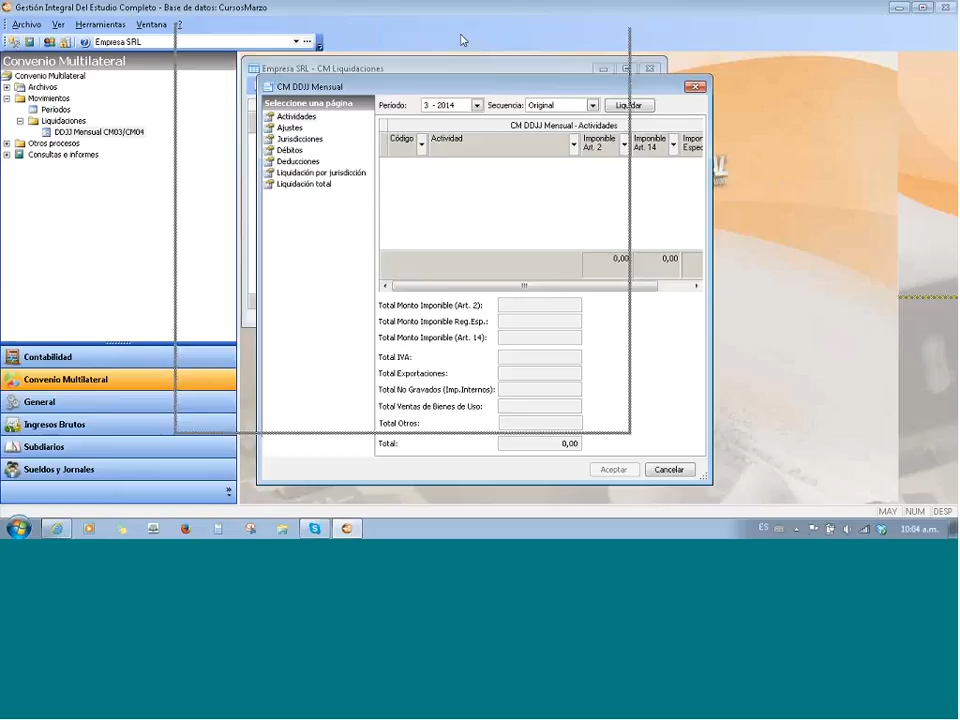 Gestión Integral Del Estudio Completo - Base de datos: CursosMarzo
Archivo Ver Herramientas Ventana ?
Empresa SRL
Convenio Multilateral
Convenio Multilateral
Archivos
Movimientos
Períodos
Liquidaciones
DDJJ Mensual CM03/CM04
Otros procesos
Consultas e informes
Contabilidad
Convenio Multilateral
General
Ingresos Brutos
Subdiarios
Sueldos y Jornales
Empresa SRL - CM Liquidaciones
CM DDJJ Mensual
Seleccione una página
Actividades
Ajustes
Jurisdicciones
Débitos
Deducciones
Liquidación por jurisdicción
Liquidación total
Período: 3 - 2014 Secuencia: Original Liquidar
CM DDJJ Mensual - Actividades
Código Actividad Imponible Art. 2 Imponible Art. 14 Impor Espec
0,00 0,00
Total Monto Imponible (Art. 2):
Total Monto Imponible Reg.Esp.:
Total Monto Imponible (Art. 14):
Total IVA:
Total Exportaciones:
Total No Gravados (Imp.Internos):
Total Ventas de Bienes de Uso:
Total Otros:
Total: 0,00
Aceptar Cancelar
MAY NUM DESP
ES 10:04 a.m.